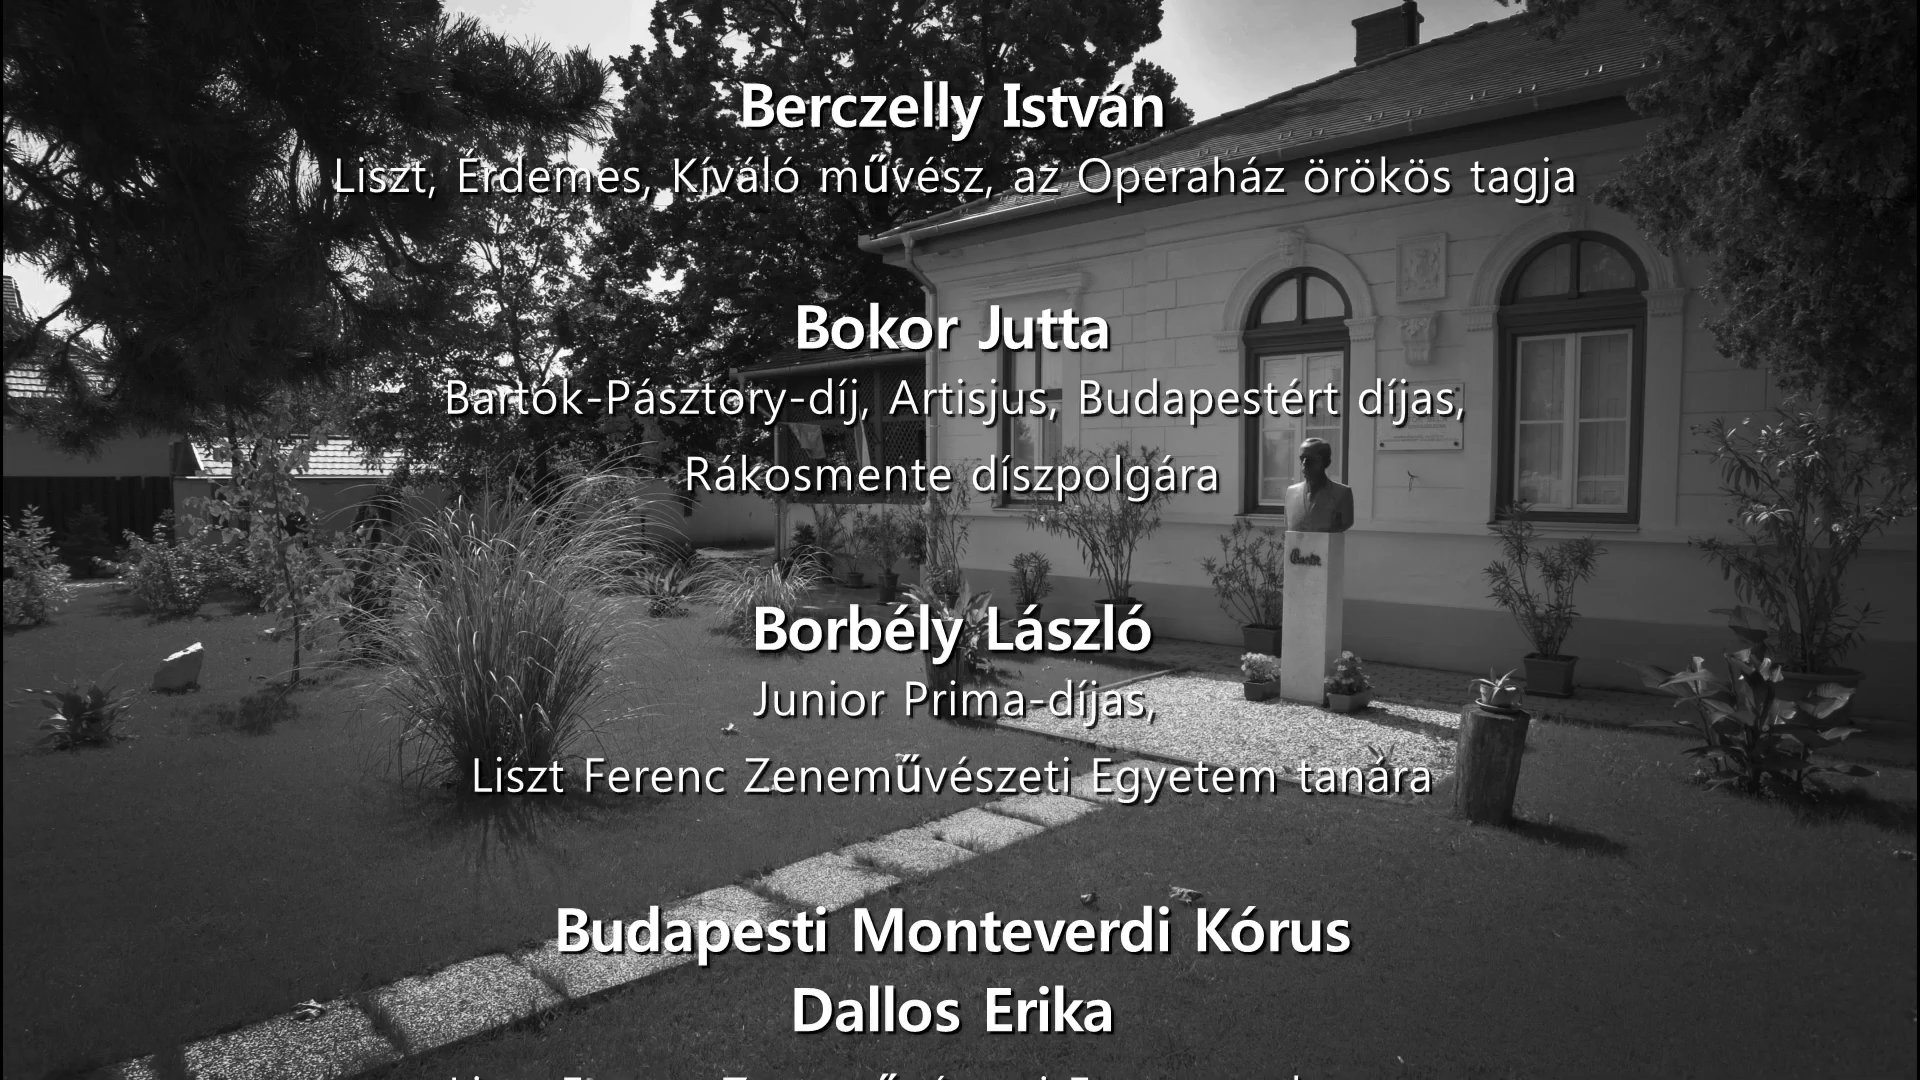 Berczelly István
Liszt, Érdemes, Kíváló művész, az Operaház örökös tagja
Bokor Jutta
Bartók-Pásztory-díj, Artisjus, Budapestért díjas,
Rákosmente díszpolgára
Borbély László
Junior Prima-díjas,
Liszt Ferenc Zeneművészeti Egyetem tanára
Budapesti Monteverdi Kórus
Dallos Erika